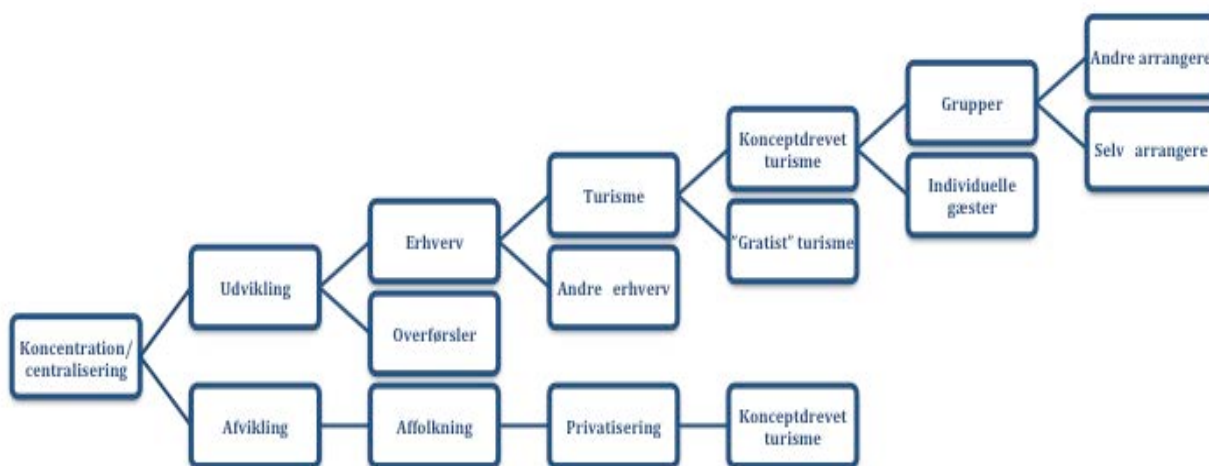 Andre arrangere
Grupper
Konceptdrevet
turisme
Selv arrangere
Turisme
Individuelle
gæster
Erhverv
"Gratist" turisme
Udvikling
Andre erhverv
Overførsler
Koncentration/
centralisering
Afvikling
Affolkning
Privatisering
Konceptdrevet
turisme